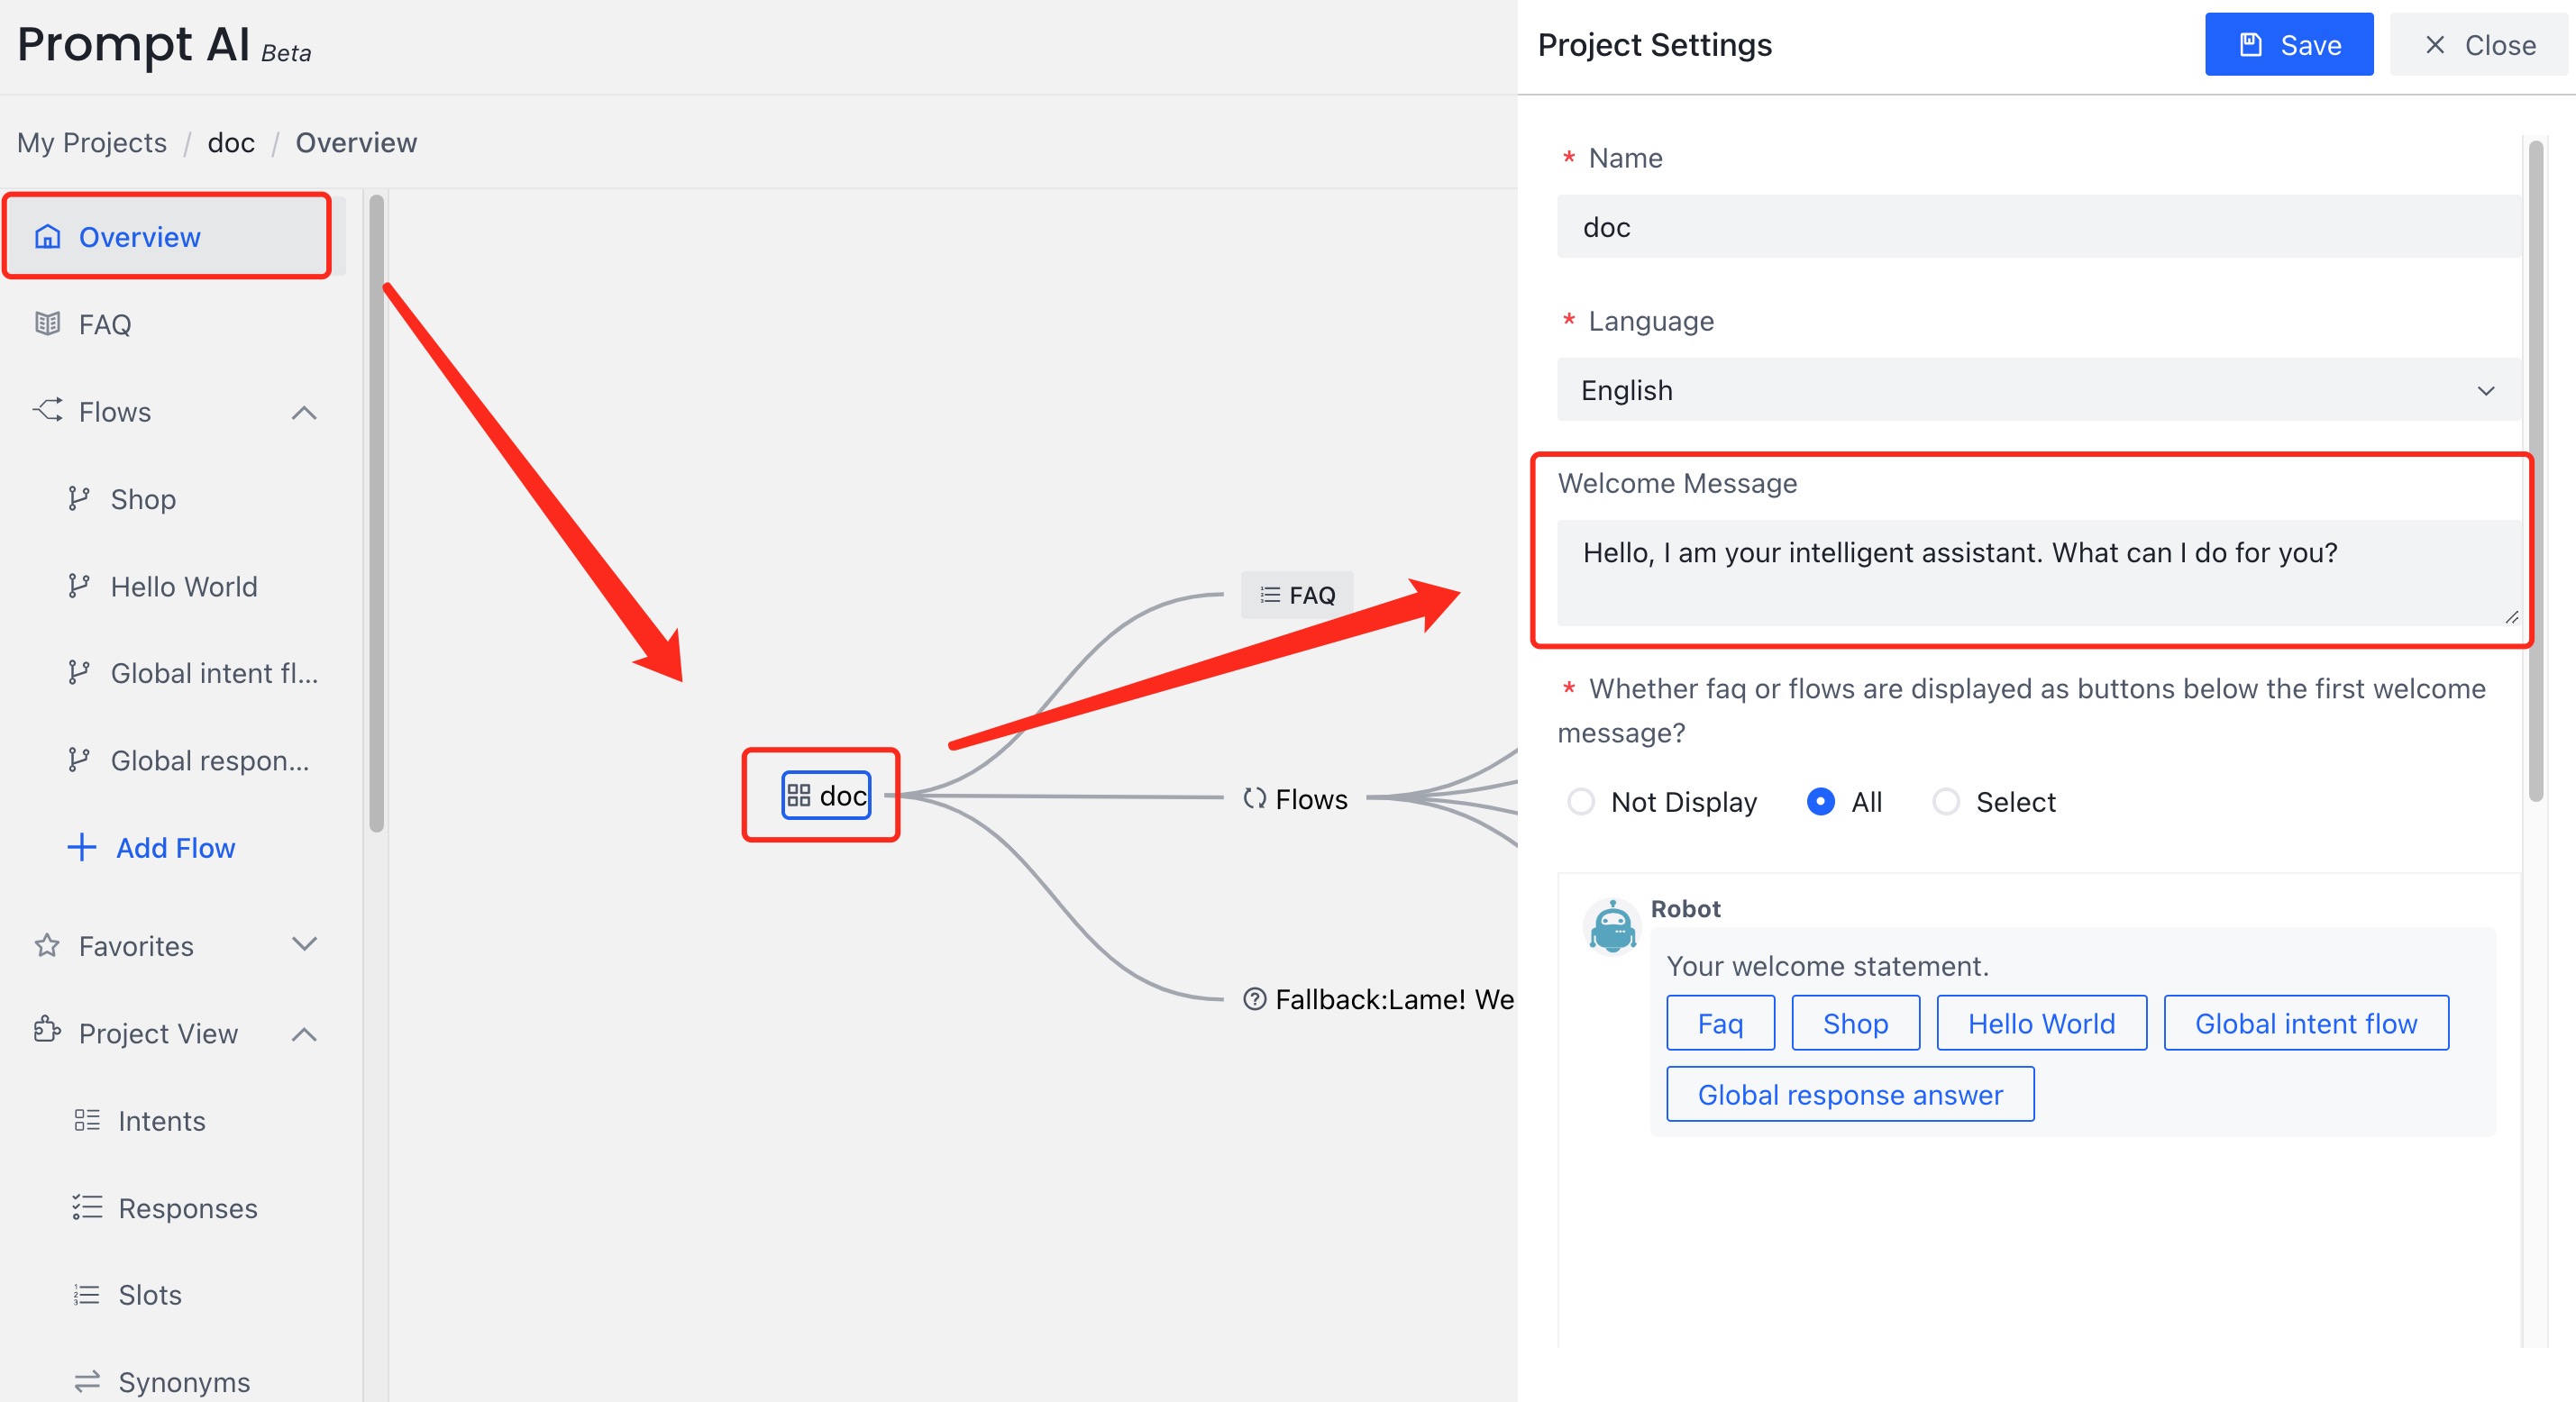 Prompt AI Beta
My Projects / doc / Overview
Overview
FAQ
Flows
Shop
Hello World
Global intent fl...
Global respon...
Add Flow
Favorites
Project View
Intents
Responses
Slots
Synonyms
FAQ
doc
Flows
Fallback:Lame! We
Project Settings
Save
Close
* Name
doc
* Language
English
Welcome Message
Hello, I am your intelligent assistant. What can I do for you?
* Whether faq or flows are displayed as buttons below the first welcome
message?
Not Display All Select
Robot
Your welcome statement.
Faq Shop Hello World Global intent flow
Global response answer